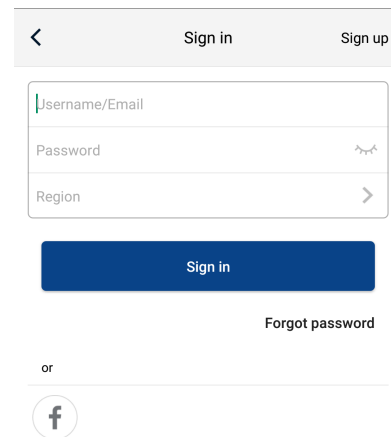 Sign in
Sign up
Username/Email
Password
Region
Sign in
Forgot password
or